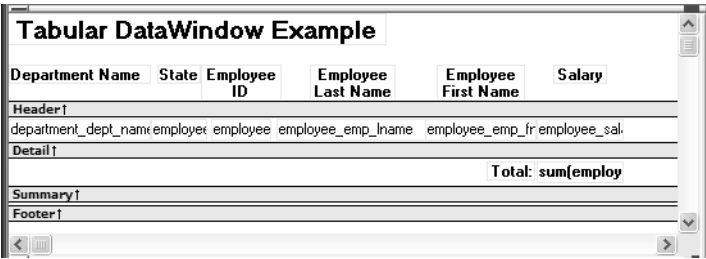 Tabular DataWindow Example
Department Name State Employee ID Employee Last Name Employee First Name Salary
Header↑
department_dept_name employee employee employee_emp_lname employee_emp_fr employee_sal
Detail↑
Total: sum(employ
Summary↑
Footer↑